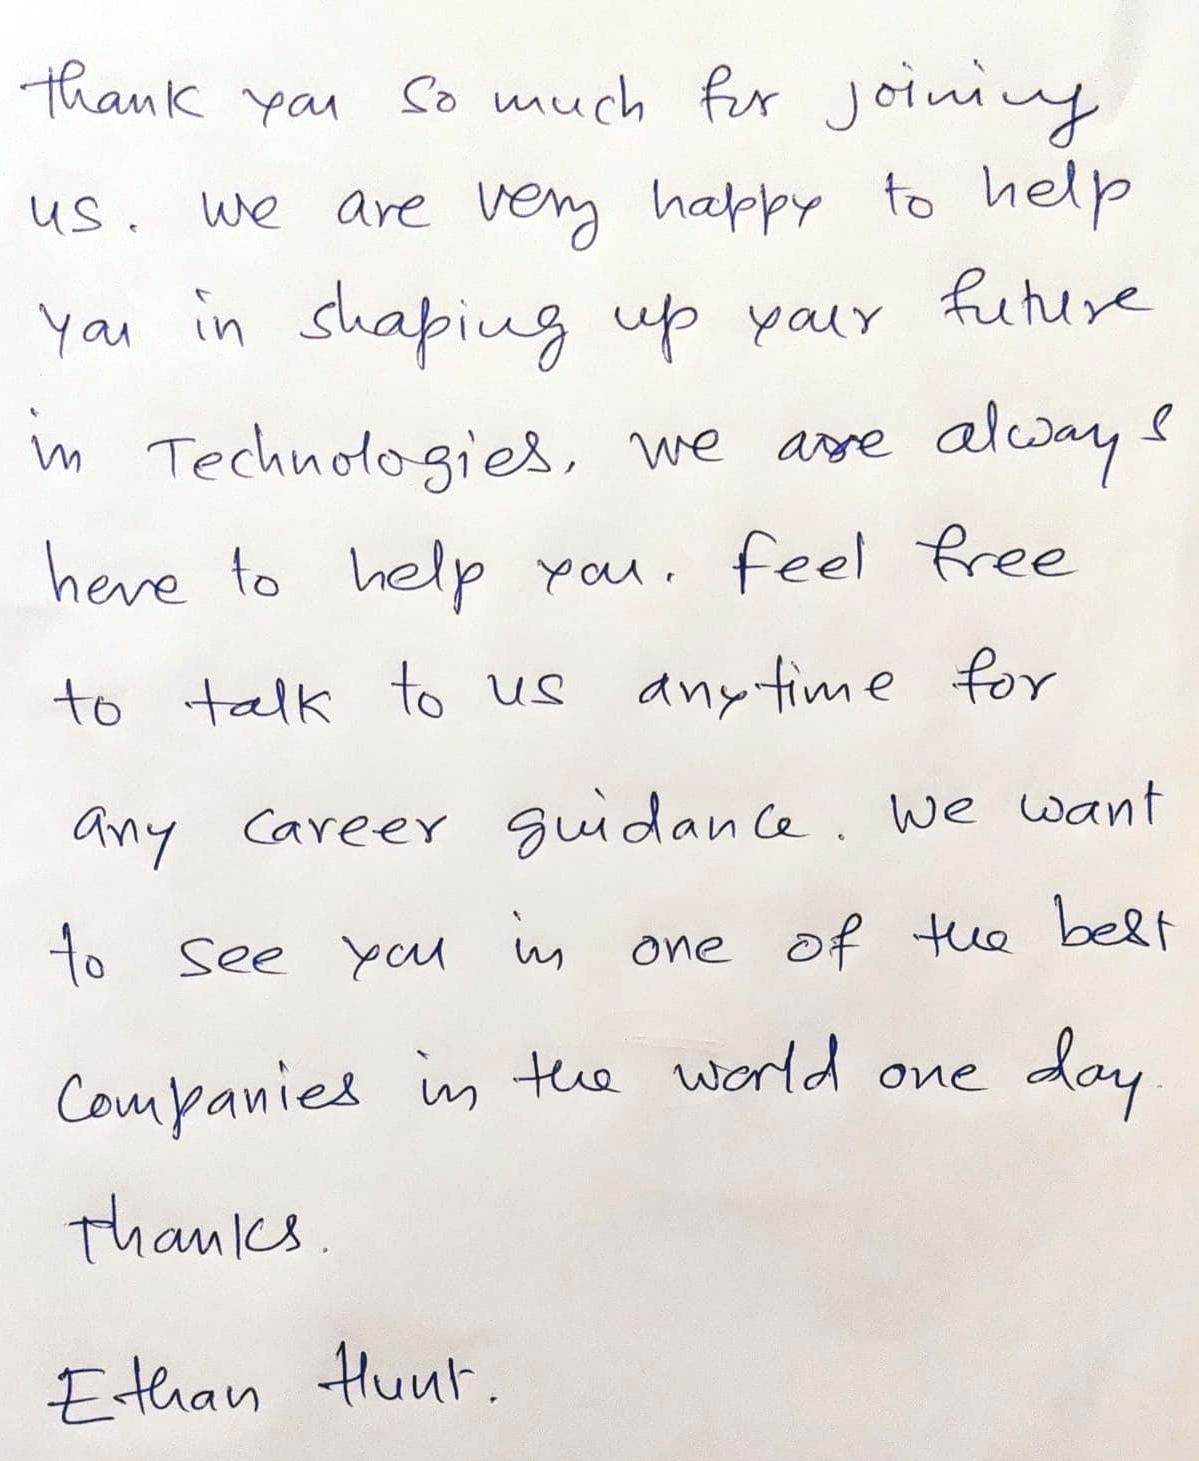 Thank you so much for joining
us. We are very happy to help
you in shaping up your future
in Technologies. We are always
here to help you. Feel free
to talk to us anytime for
any career guidance. We want
to see you in one of the best
Companies in the world one day.
Thanks.
Ethan Hunt.